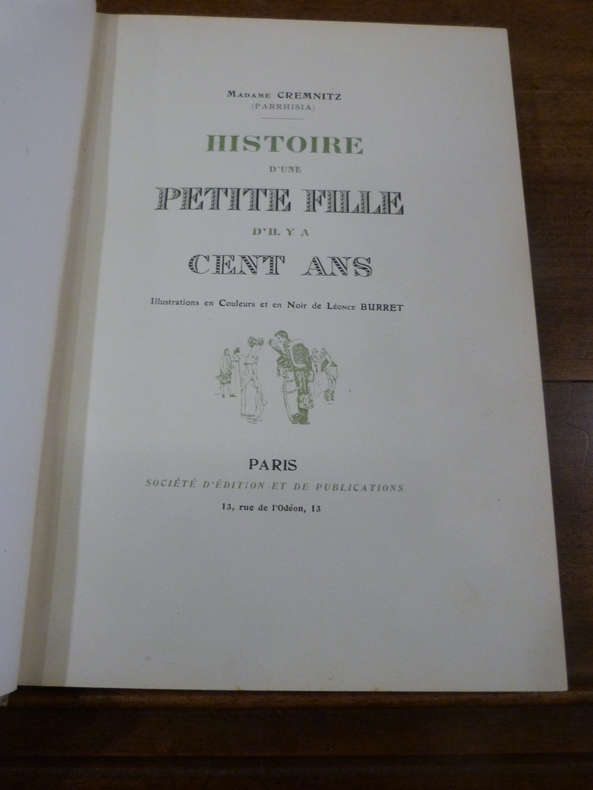 Madame CREMNITZ
(PARRHISIA)
HISTOIRE
D'UNE
PETITE FILLE
D'IL Y A
CENT ANS
Illustrations en Couleurs et en Noir de Léonce BURRET
PARIS
SOCIÉTÉ D'ÉDITION ET DE PUBLICATIONS
13, rue de l'Odéon, 13